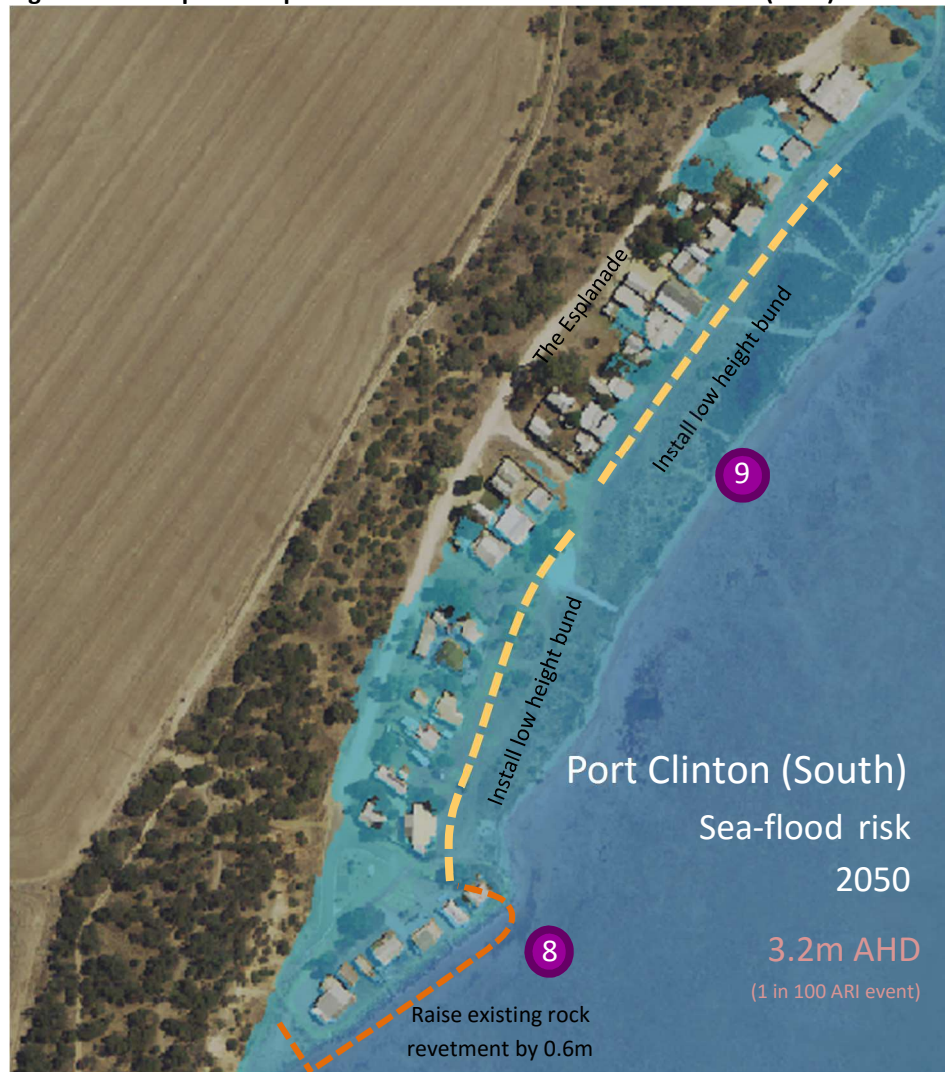 The Esplanade
Install low height bund
9
Install low height bund
Port Clinton (South)
Sea-flood risk
2050
3.2m AHD
(1 in 100 ARI event)
8
Raise existing rock
revetment by 0.6m